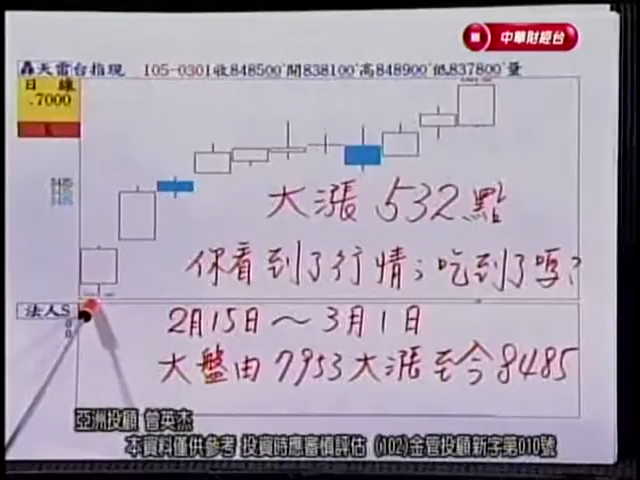 中華財經台
轟天雷台指現 105-0301收848500'開838100'高848900'低837800'量
日線
.7000
大漲 532點
你看到了行情；吃到了嗎？
法人S
0
0
2月15日～3月1日
大盤由7953大漲至今8485
亞洲投顧 曾英杰
本資料僅供參考 投資時應審慎評估 (102)金管投顧新字第010號